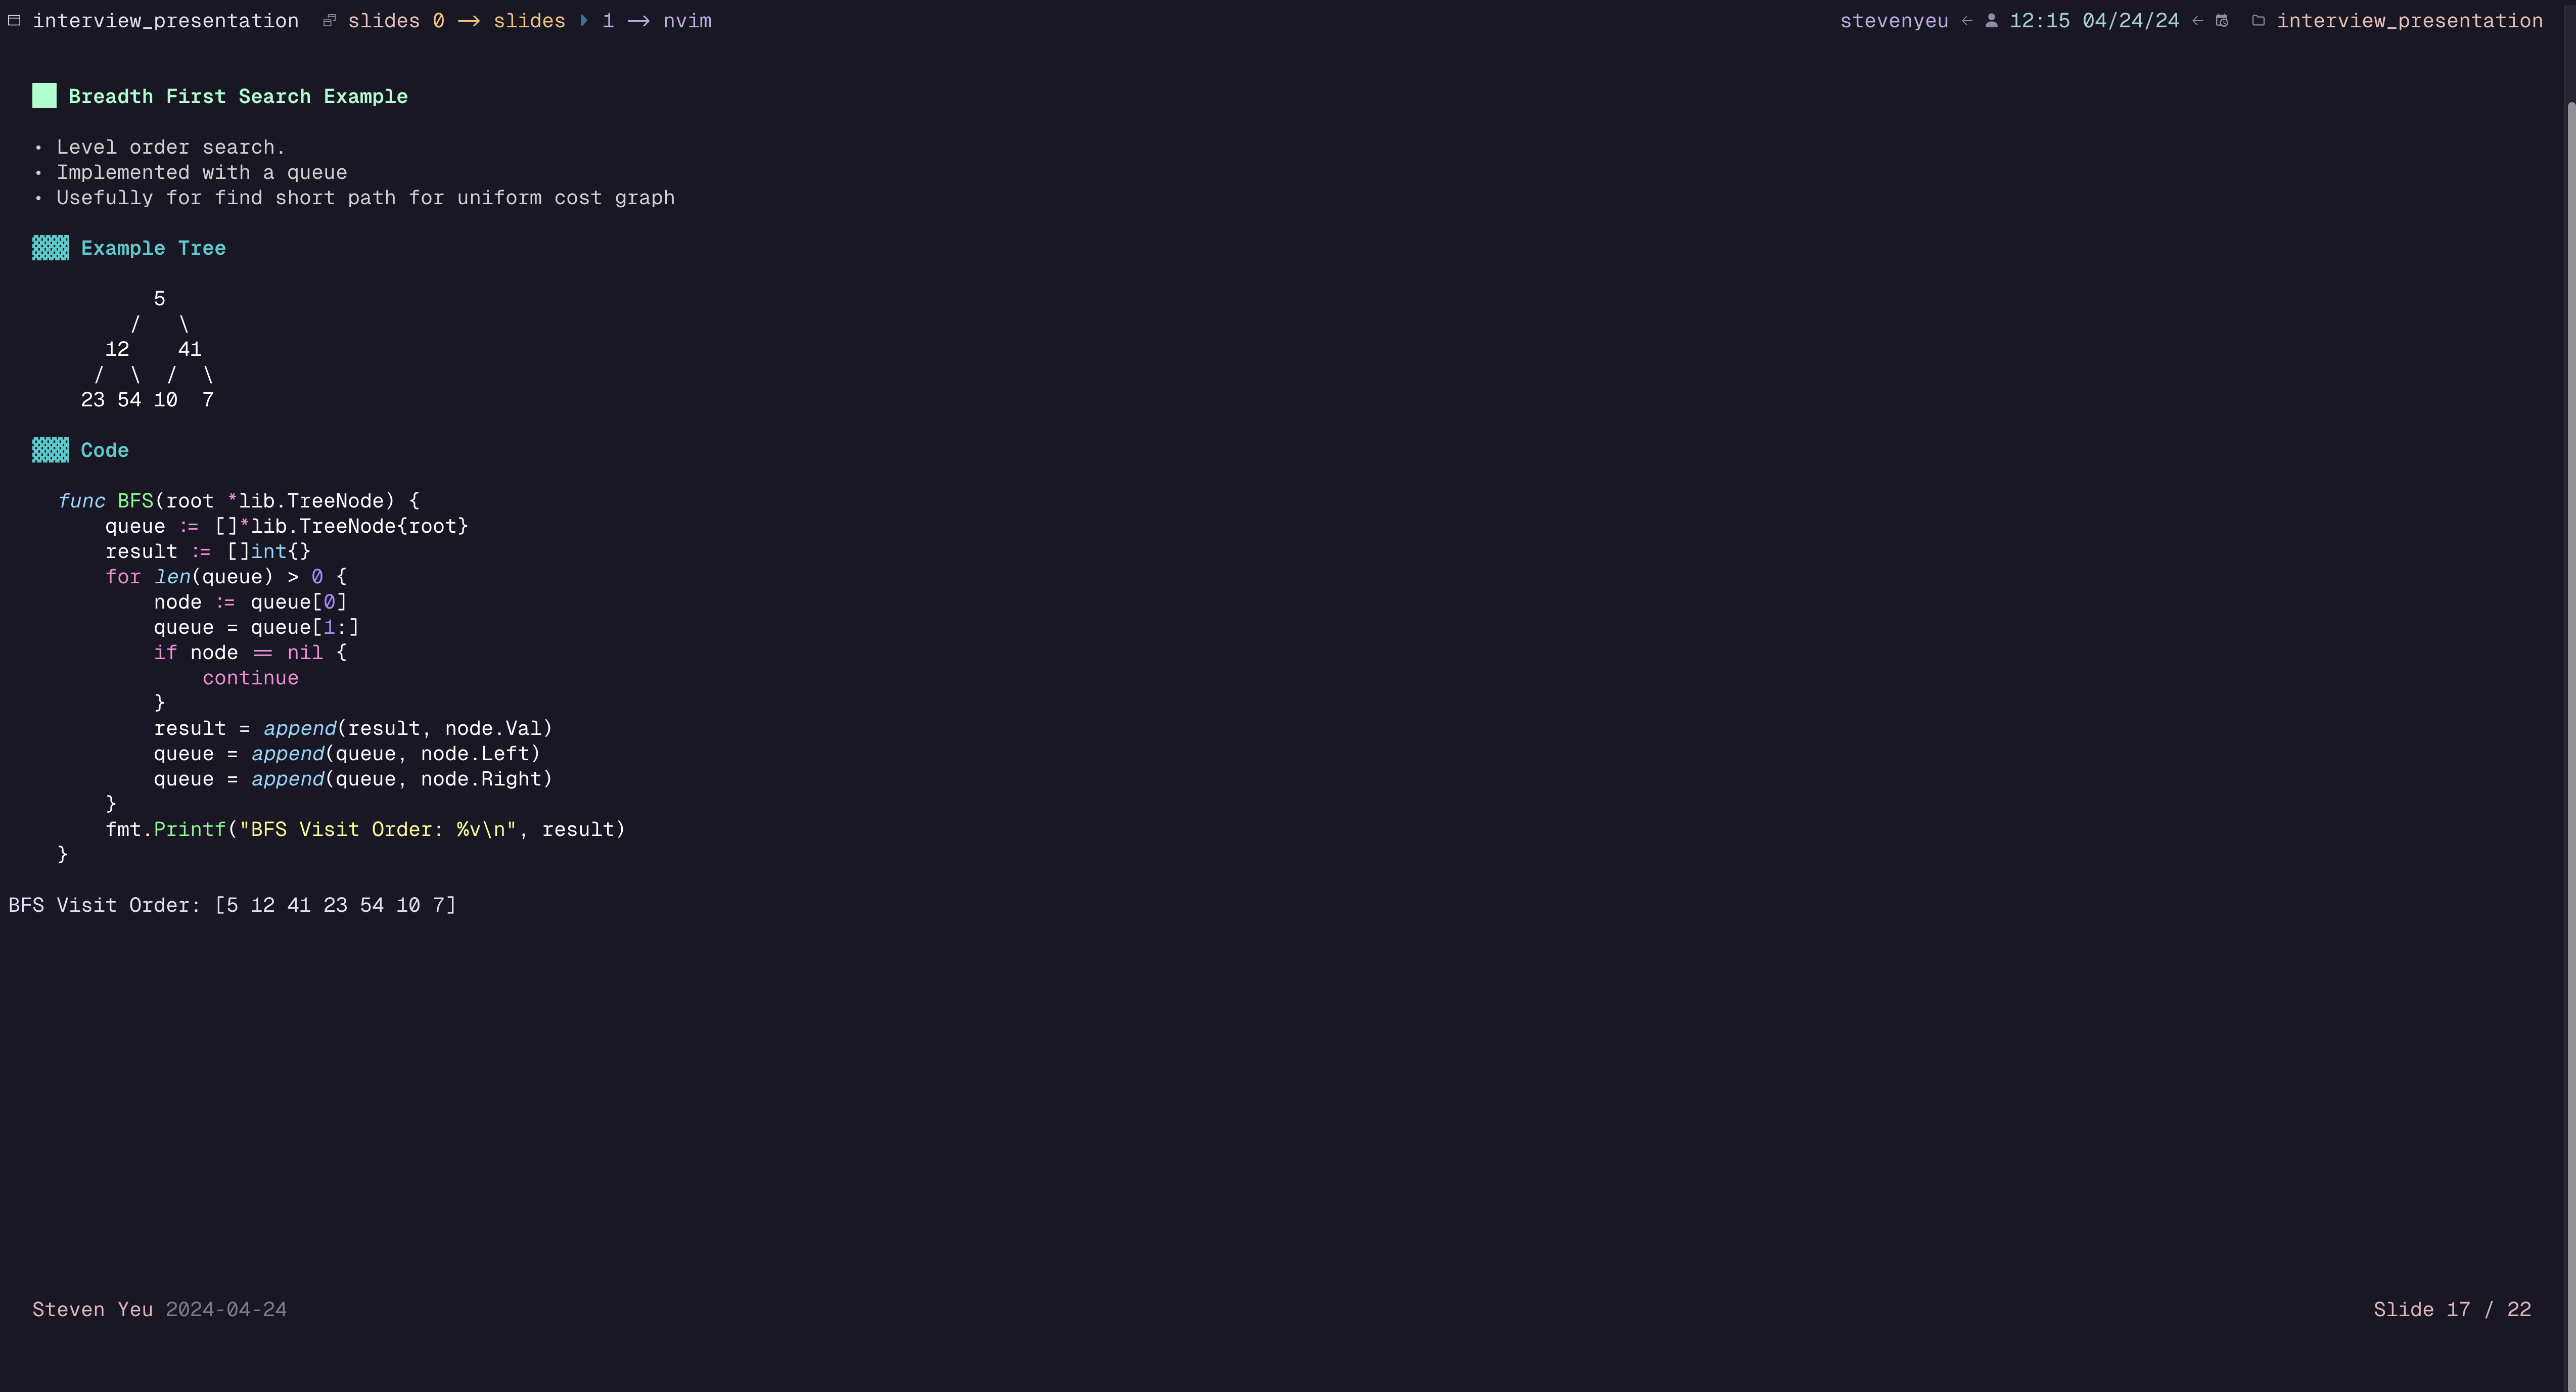 interview_presentation slides 0 → slides 1 → nvim stevenyeu ← 12:15 04/24/24 ← interview_presentation
Breadth First Search Example
• Level order search.
• Implemented with a queue
• Usefully for find short path for uniform cost graph
Example Tree
5
/ \
12 41
/ \ / \
23 54 10 7
Code
func BFS(root *lib.TreeNode) {
    queue := []*lib.TreeNode{root}
    result := []int{}
    for len(queue) > 0 {
        node := queue[0]
        queue = queue[1:]
        if node == nil {
            continue
        }
        result = append(result, node.Val)
        queue = append(queue, node.Left)
        queue = append(queue, node.Right)
    }
    fmt.Printf("BFS Visit Order: %v\n", result)
}
BFS Visit Order: [5 12 41 23 54 10 7]
Steven Yeu 2024-04-24 Slide 17 / 22